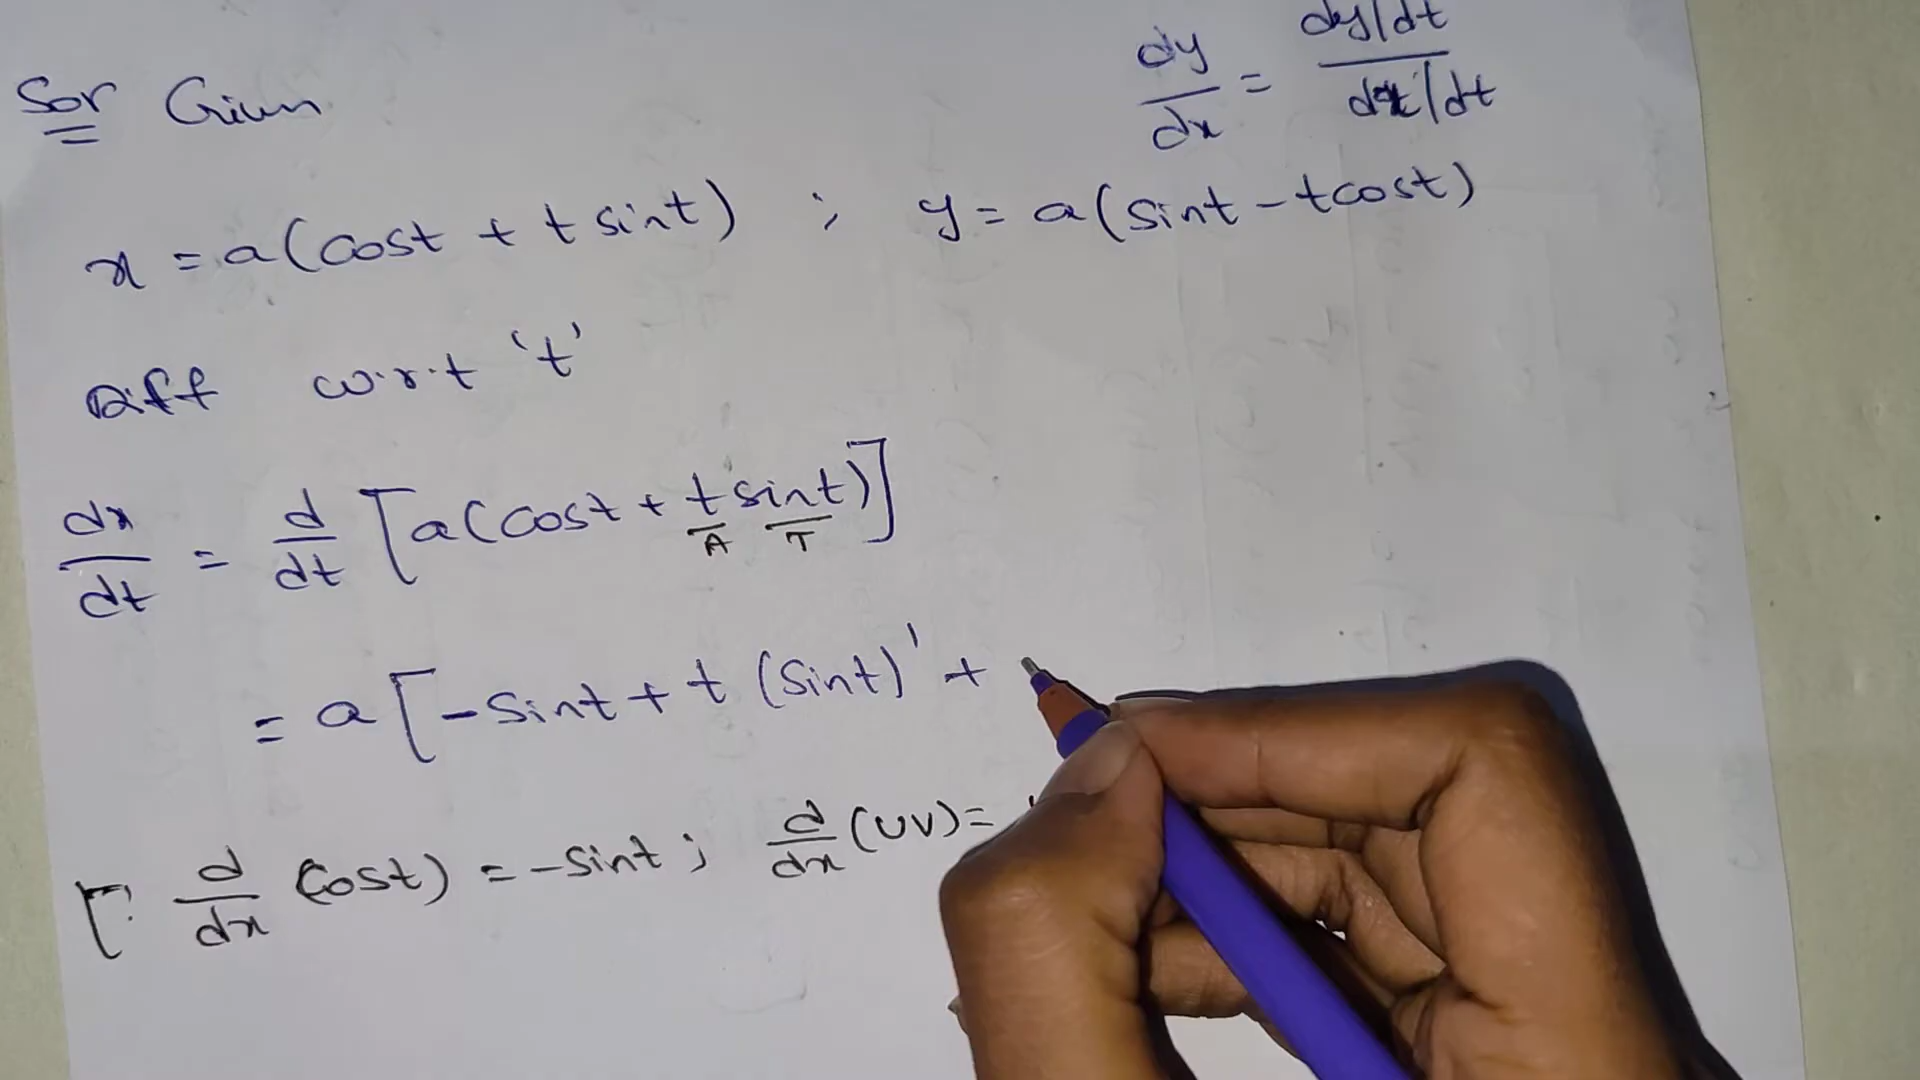 Sol Given
dy/dx = dy/dt / dx/dt
x = a(cost + t sint) ; y = a(sint - tcost)
Diff w.r.t 't'
dx/dt = d/dt [a(cost + t sint)]
A T
= a[-sint + t (sint)' +
[∵ d/dx (cost) = -sint ; d/dx (UV) =